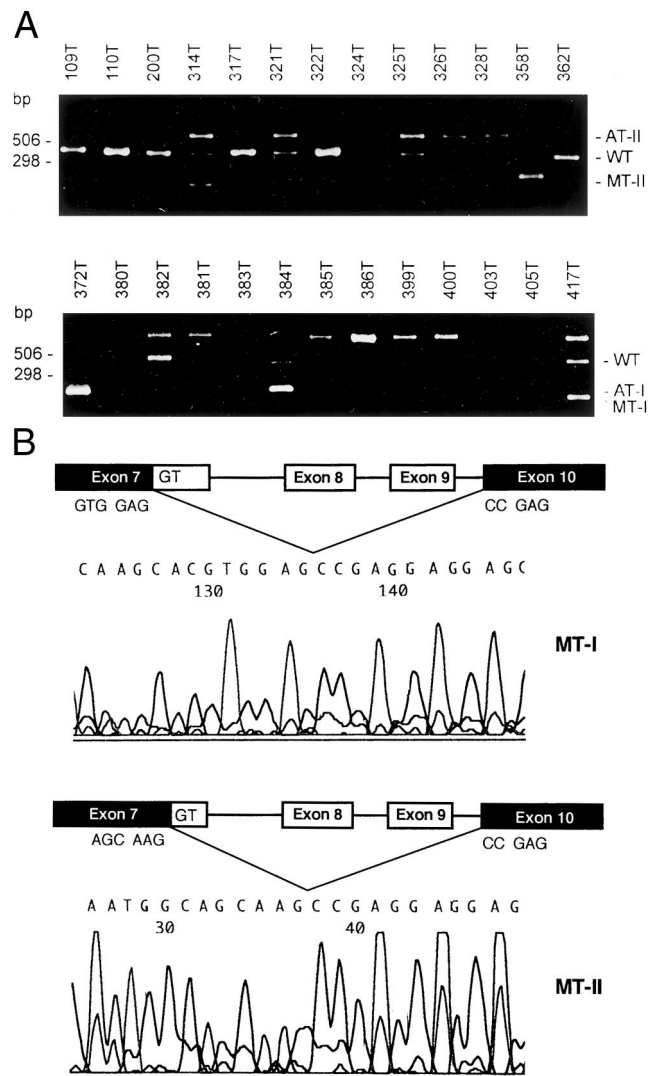 A
109T 110T 200T 314T 317T 321T 322T 324T 325T 326T 328T 358T 362T
bp
506 -
298 -
- AT-II
- WT
- MT-II
372T 380T 382T 381T 383T 384T 385T 386T 399T 400T 403T 405T 417T
bp
506 -
298 -
- WT
- AT-I
MT-I
B
Exon 7 GT Exon 8 Exon 9 Exon 10
GTG GAG CC GAG
C A A G C A C G T G G A G C C G A G G A G G A G C
130 140
MT-I
Exon 7 GT Exon 8 Exon 9 Exon 10
AGC AAG CC GAG
A A T G G C A G C A A G C C G A G G A G G A G
30 40
MT-II